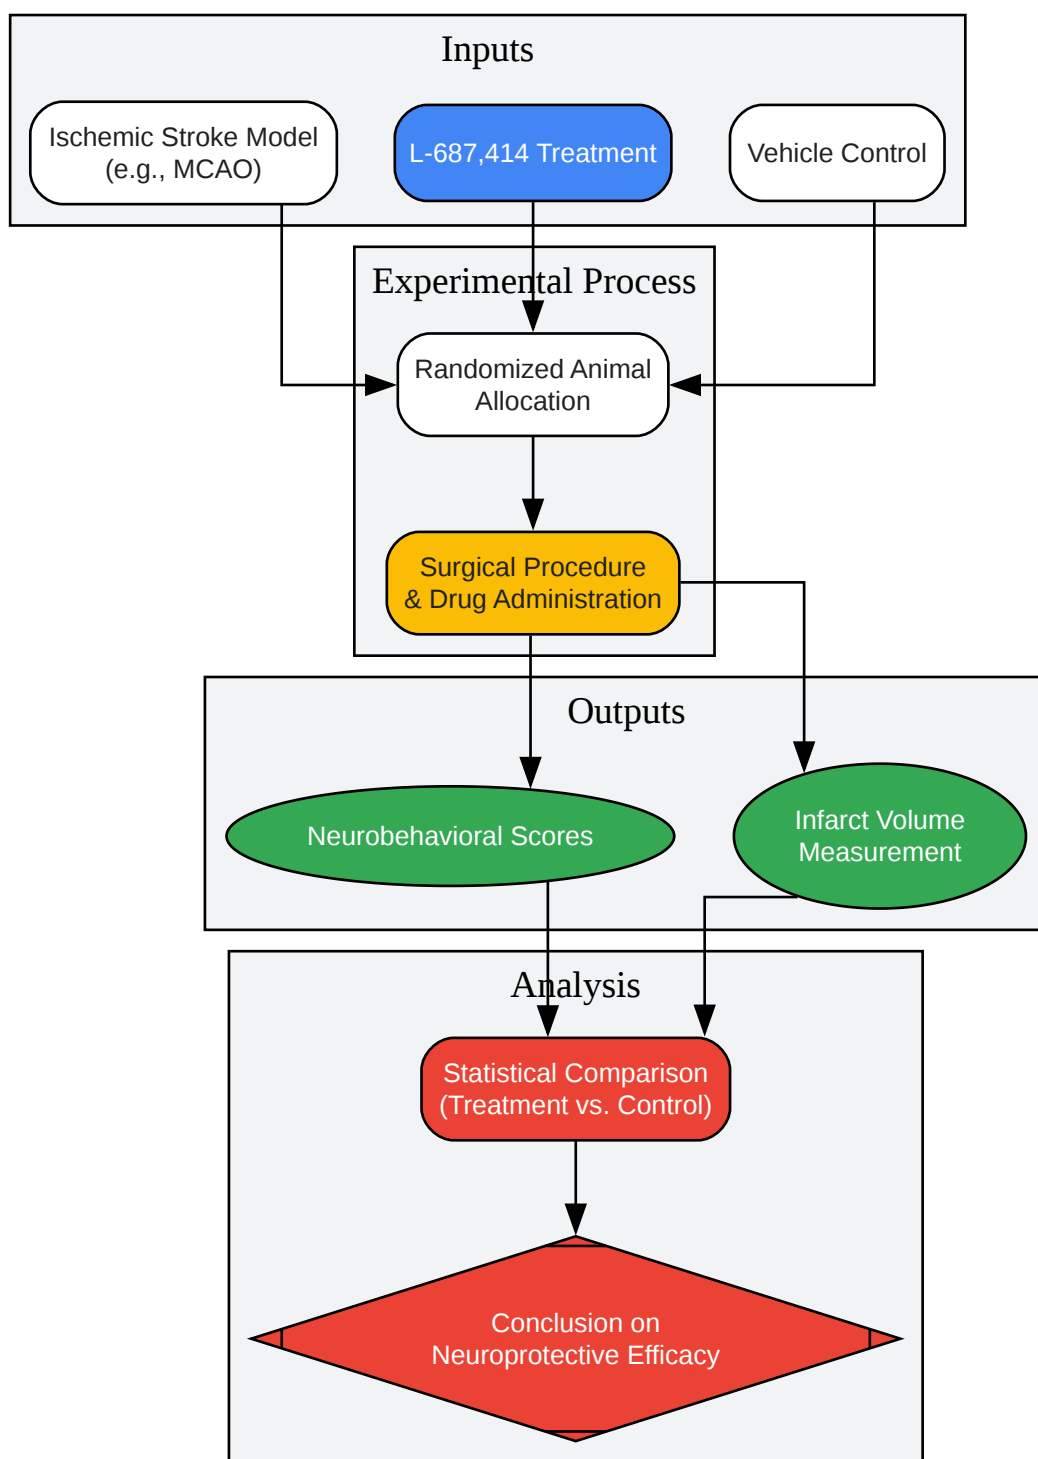 Inputs
Ischemic Stroke Model
(e.g., MCAO)
L-687,414 Treatment
Vehicle Control
Experimental Process
Randomized Animal
Allocation
Surgical Procedure
& Drug Administration
Outputs
Neurobehavioral Scores
Infarct Volume
Measurement
Analysis
Statistical Comparison
(Treatment vs. Control)
Conclusion on
Neuroprotective Efficacy